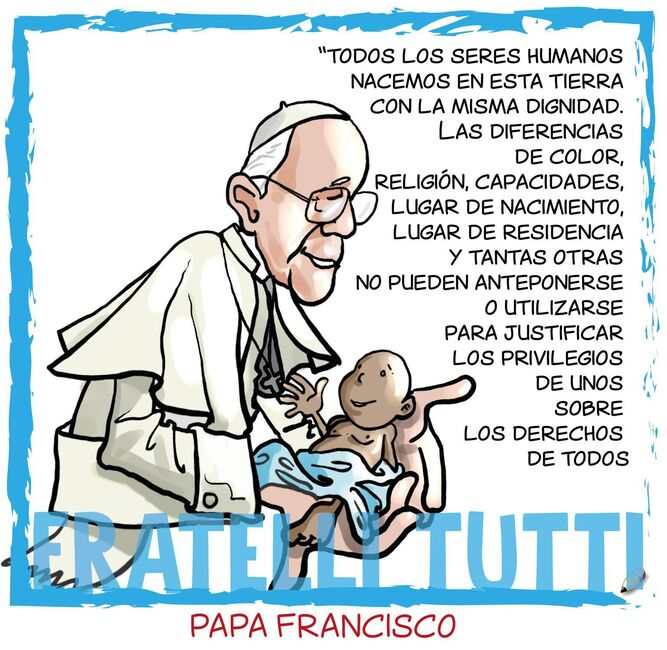 "TODOS LOS SERES HUMANOS
NACEMOS EN ESTA TIERRA
CON LA MISMA DIGNIDAD.
LAS DIFERENCIAS
DE COLOR,
RELIGIÓN, CAPACIDADES,
LUGAR DE NACIMIENTO,
LUGAR DE RESIDENCIA
Y TANTAS OTRAS
NO PUEDEN ANTEPONERSE
O UTILIZARSE
PARA JUSTIFICAR
LOS PRIVILEGIOS
DE UNOS
SOBRE
LOS DERECHOS
DE TODOS
FRATELLI TUTTI
PAPA FRANCISCO